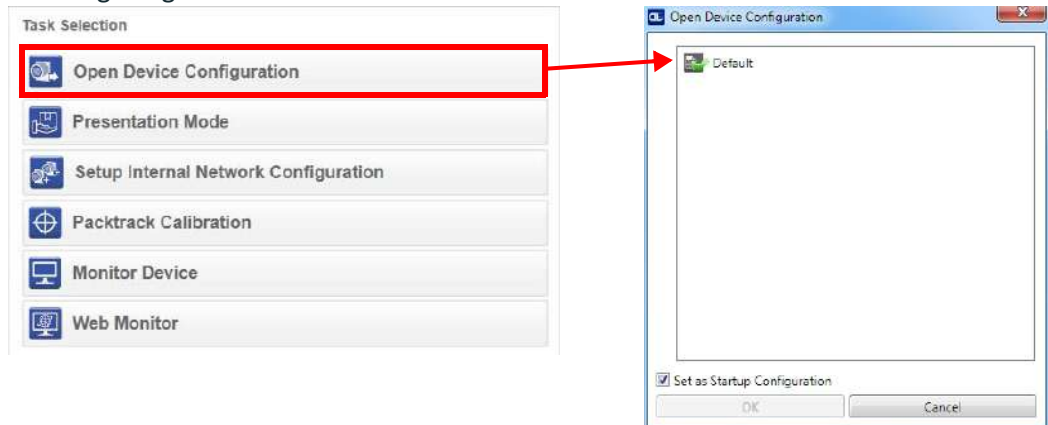 Task Selection
Open Device Configuration
Presentation Mode
Setup Internal Network Configuration
Packtrack Calibration
Monitor Device
Web Monitor
Open Device Configuration
Default
Set as Startup Configuration
OK
Cancel